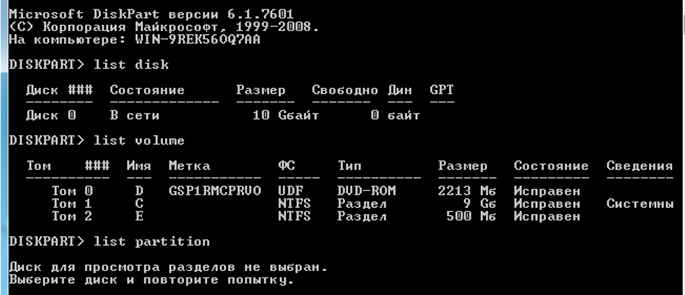 Microsoft DiskPart версии 6.1.7601
(C) Корпорация Майкрософт, 1999-2008.
На компьютере: WIN-9REK56OQ7AA
DISKPART> list disk
Диск ### Состояние Размер Свободно Дин GPT
-------- ------------- ------- ------- --- ---
Диск 0 В сети 10 Gбайт 0 байт
DISKPART> list volume
Том ### Имя Метка ФС Тип Размер Состояние Сведения
---------- --- ----------- ----- ---------- ------- --------- --------
Том 0 D GSP1RMCPRVO UDF DVD-ROM 2213 Mб Исправен
Том 1 C NTFS Раздел 9 Gб Исправен Системны
Том 2 E NTFS Раздел 500 Mб Исправен
DISKPART> list partition
Диск для просмотра разделов не выбран.
Выберите диск и повторите попытку.